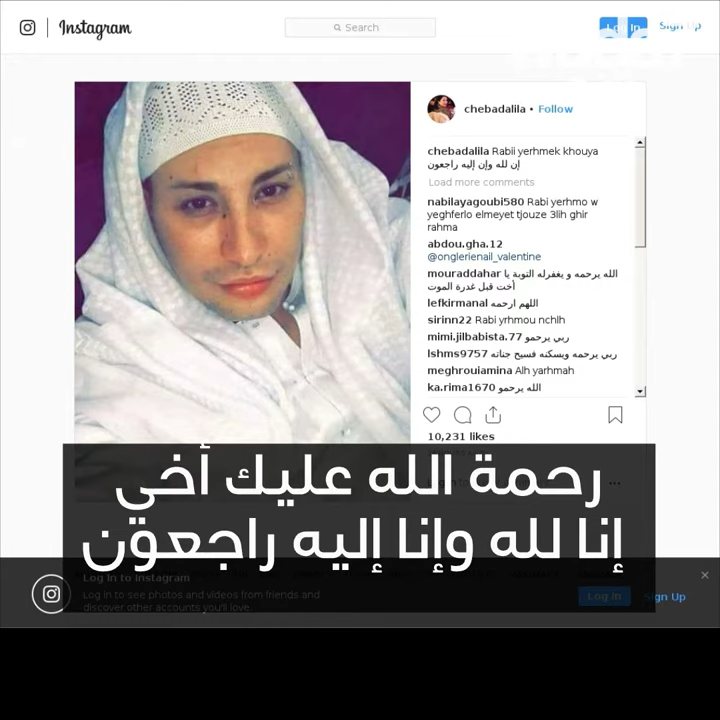 Instagram
Search
Log In
Sign Up
chebadalila • Follow
chebadalila Rabii yerhmek khouya
إن لله وإن إليه راجعون
Load more comments
nabilayagoubi580 Rabi yerhmo w
yeghferlo elmeyet tjouze 3lih ghir
rahma
abdou.gha.12
@onglerienail_valentine
mouraddahar الله يرحمه و يغفرله التوبة يا
أخت قبل غدرة الموت
lefkirmanal اللهم ارحمه
sirinn22 Rabi yrhmou nchlh
mimi.jilbabista.77 ربي يرحمو
lshms9757 ربي يرحمه ويسكنه فسيح جناته
meghrouiamina Alh yarhmah
ka.rima1670 الله يرحمو
10,231 likes
رحمة الله عليك أخي
إنا لله وإنا إليه راجعون
Log In to Instagram
Log in to see photos and videos from friends and
discover other accounts you'll love.
Log In
Sign Up